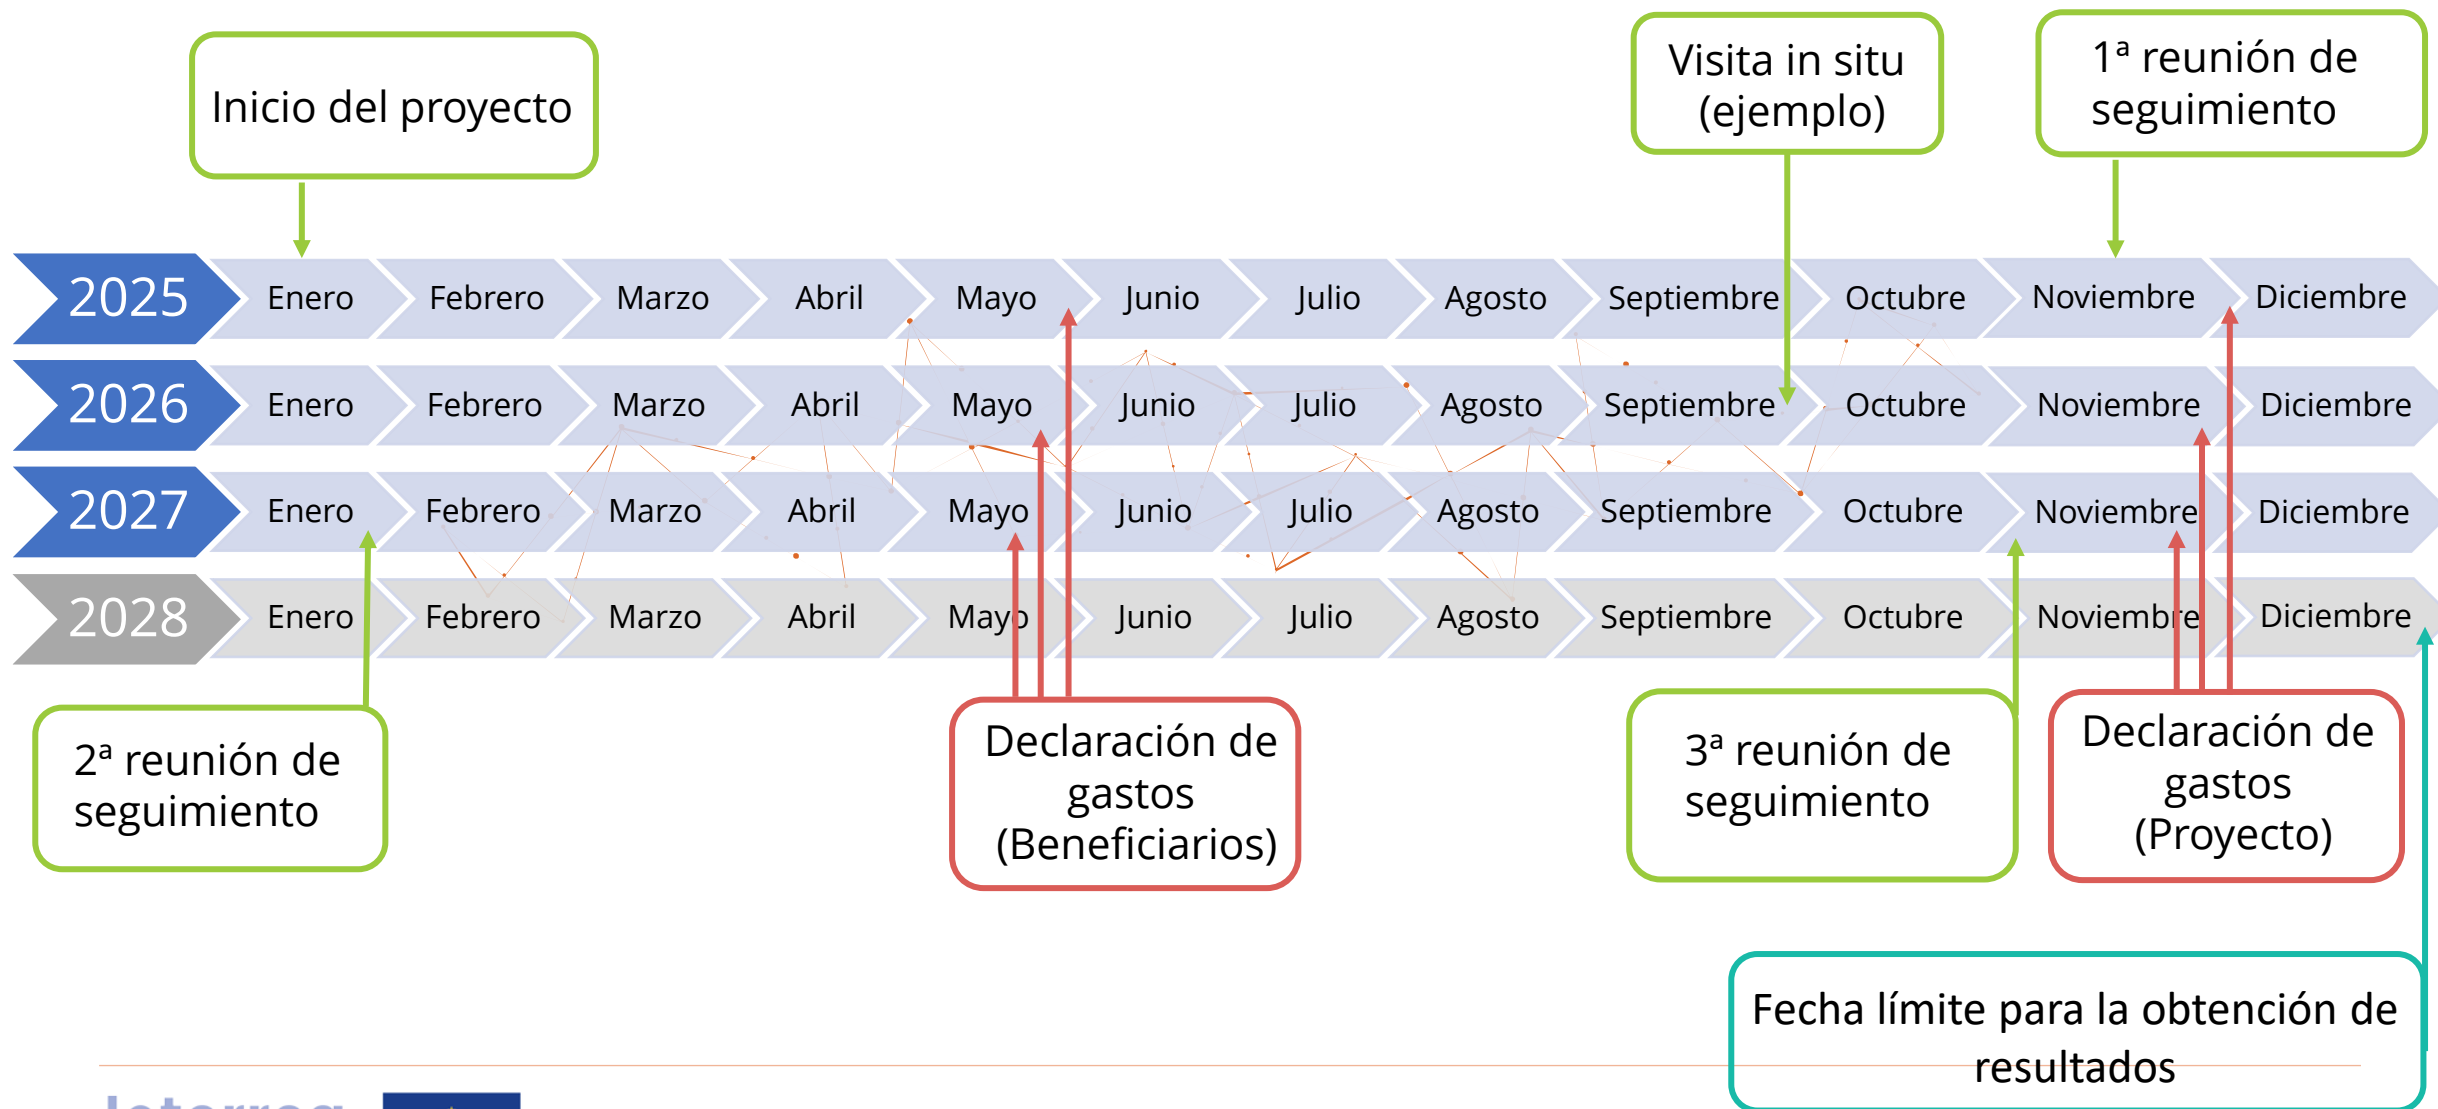 Inicio del proyecto
Visita in situ
(ejemplo)
1ª reunión de
seguimiento
2025 Enero Febrero Marzo Abril Mayo Junio Julio Agosto Septiembre Octubre Noviembre Diciembre
2026 Enero Febrero Marzo Abril Mayo Junio Julio Agosto Septiembre Octubre Noviembre Diciembre
2027 Enero Febrero Marzo Abril Mayo Junio Julio Agosto Septiembre Octubre Noviembre Diciembre
2028 Enero Febrero Marzo Abril Mayo Junio Julio Agosto Septiembre Octubre Noviembre Diciembre
2ª reunión de
seguimiento
Declaración de
gastos
(Beneficiarios)
3ª reunión de
seguimiento
Declaración de
gastos
(Proyecto)
Fecha límite para la obtención de
resultados
Interreg